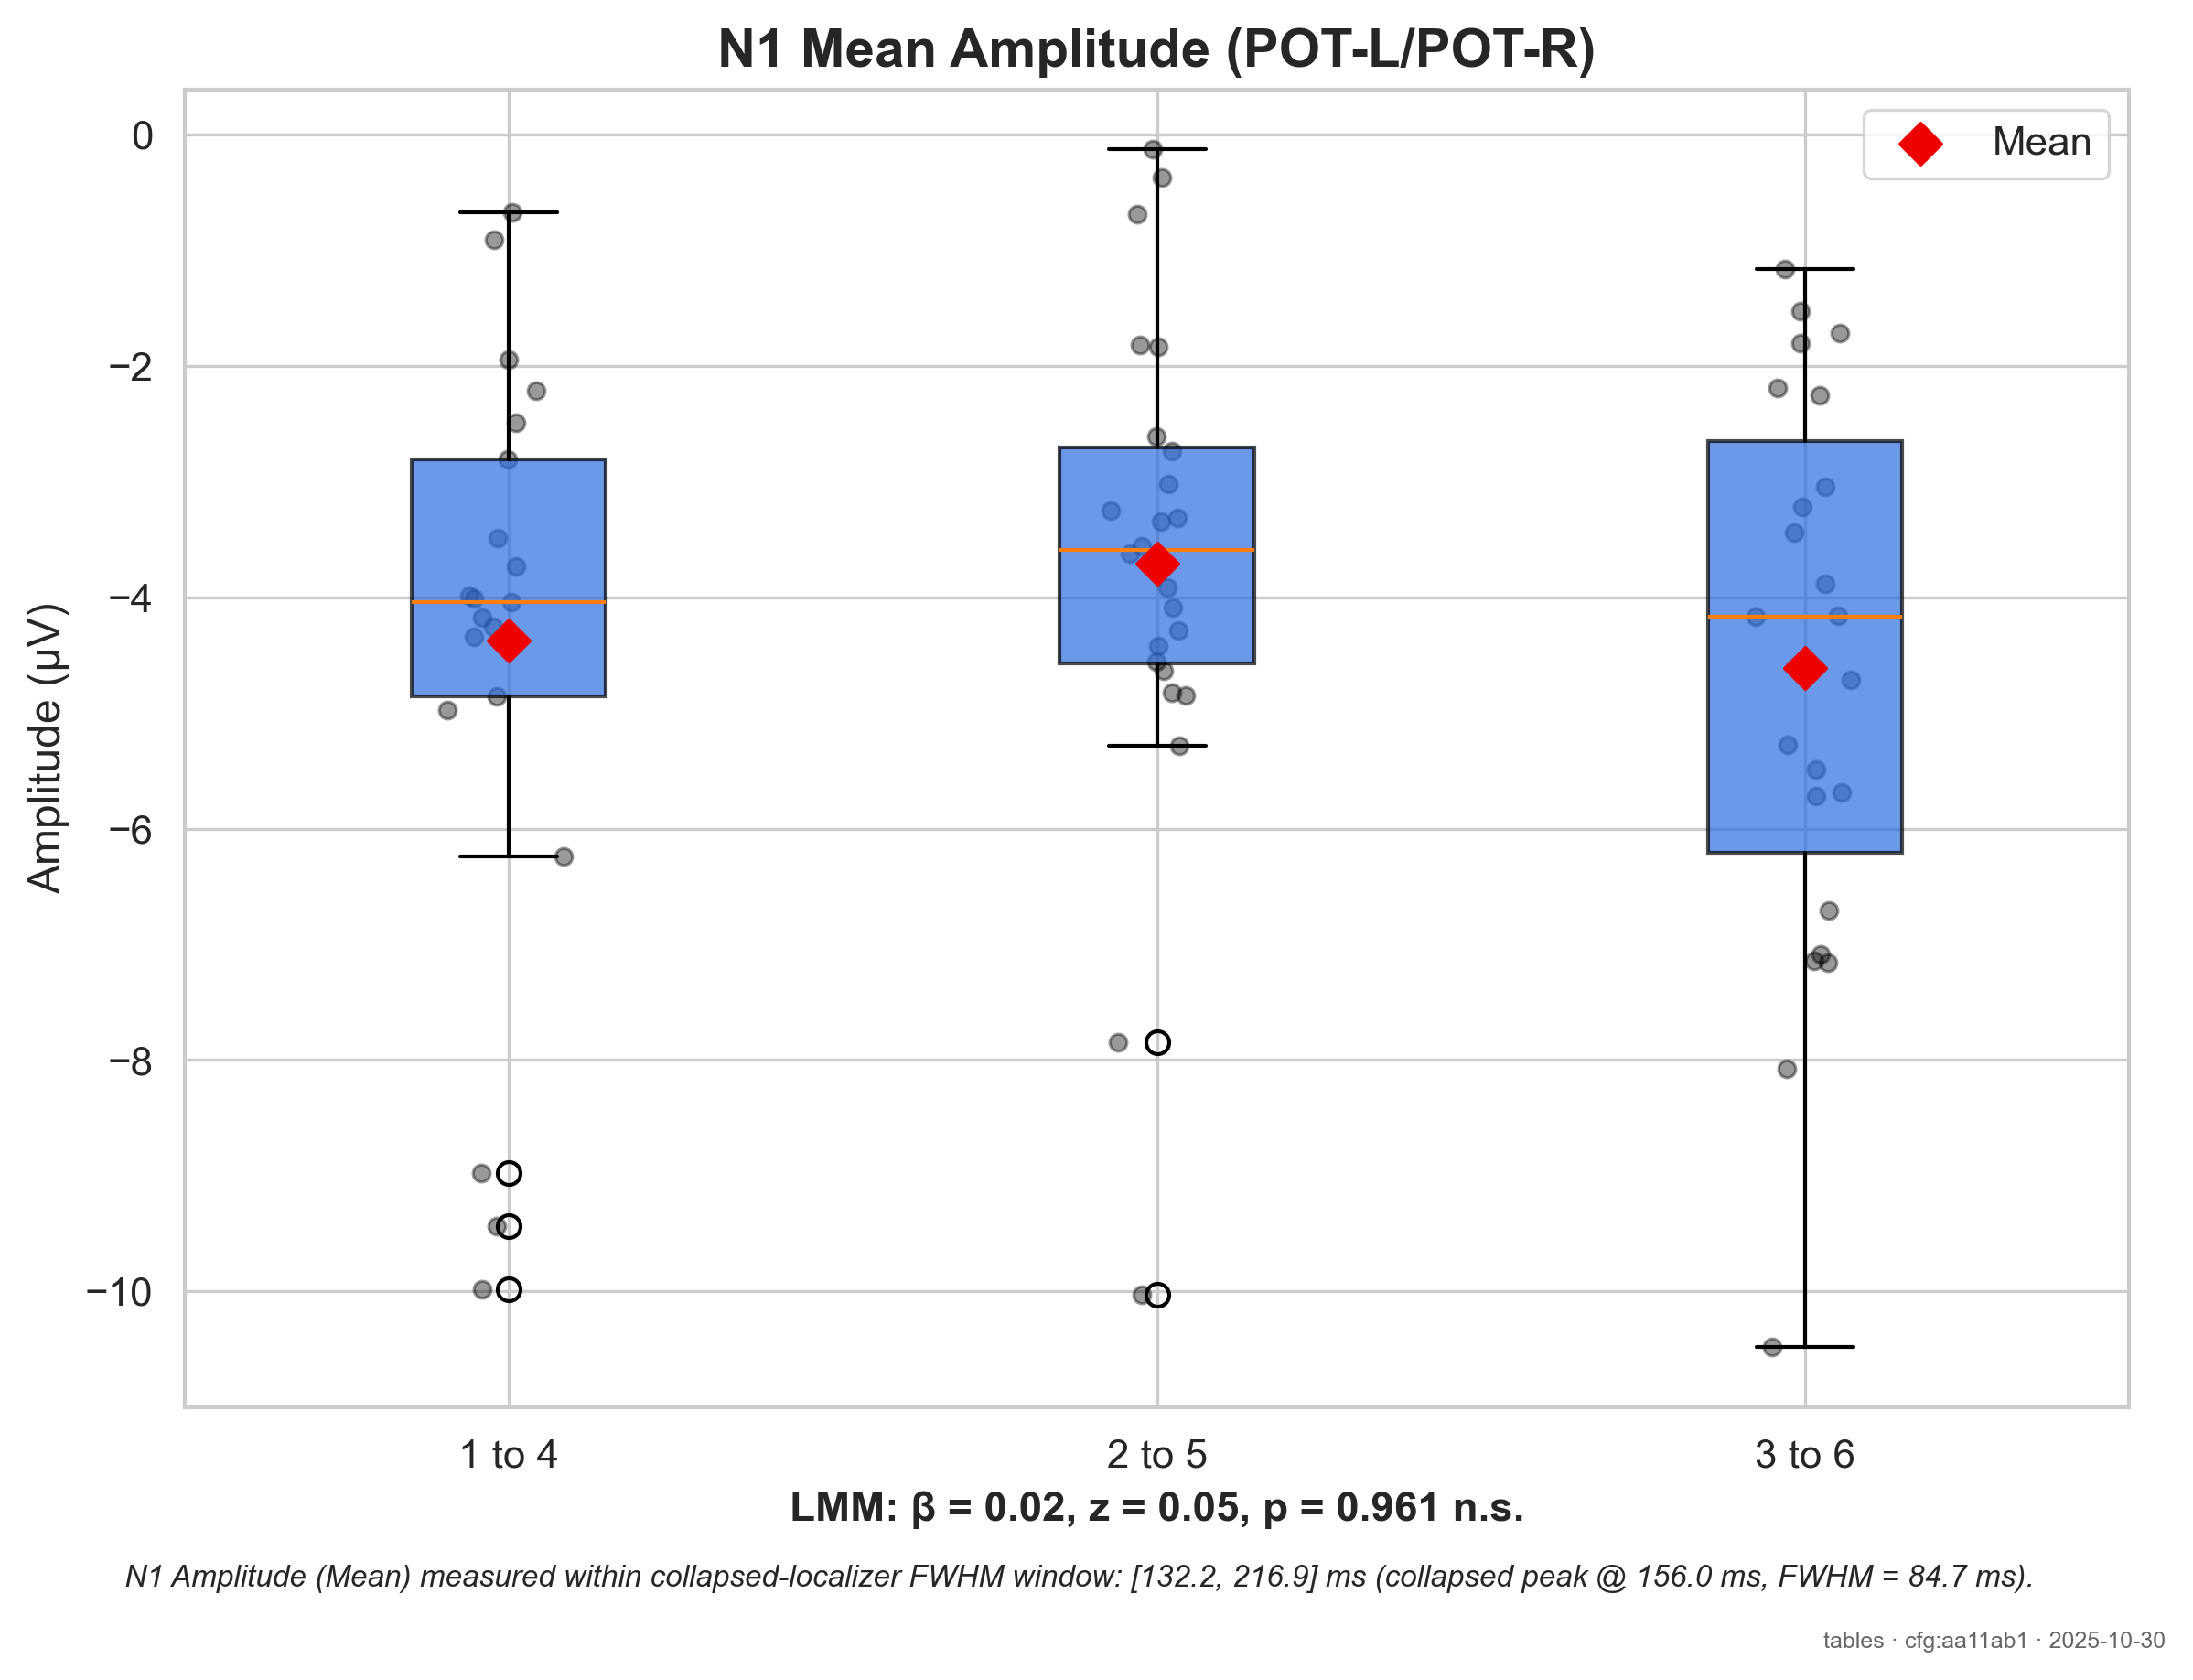 N1 Mean Amplitude (POT-L/POT-R)
Mean
Amplitude (µV)
0
−2
−4
−6
−8
−10
1 to 4
2 to 5
3 to 6
LMM: β = 0.02, z = 0.05, p = 0.961 n.s.
N1 Amplitude (Mean) measured within collapsed-localizer FWHM window: [132.2, 216.9] ms (collapsed peak @ 156.0 ms, FWHM = 84.7 ms).
tables · cfg:aa11ab1 · 2025-10-30